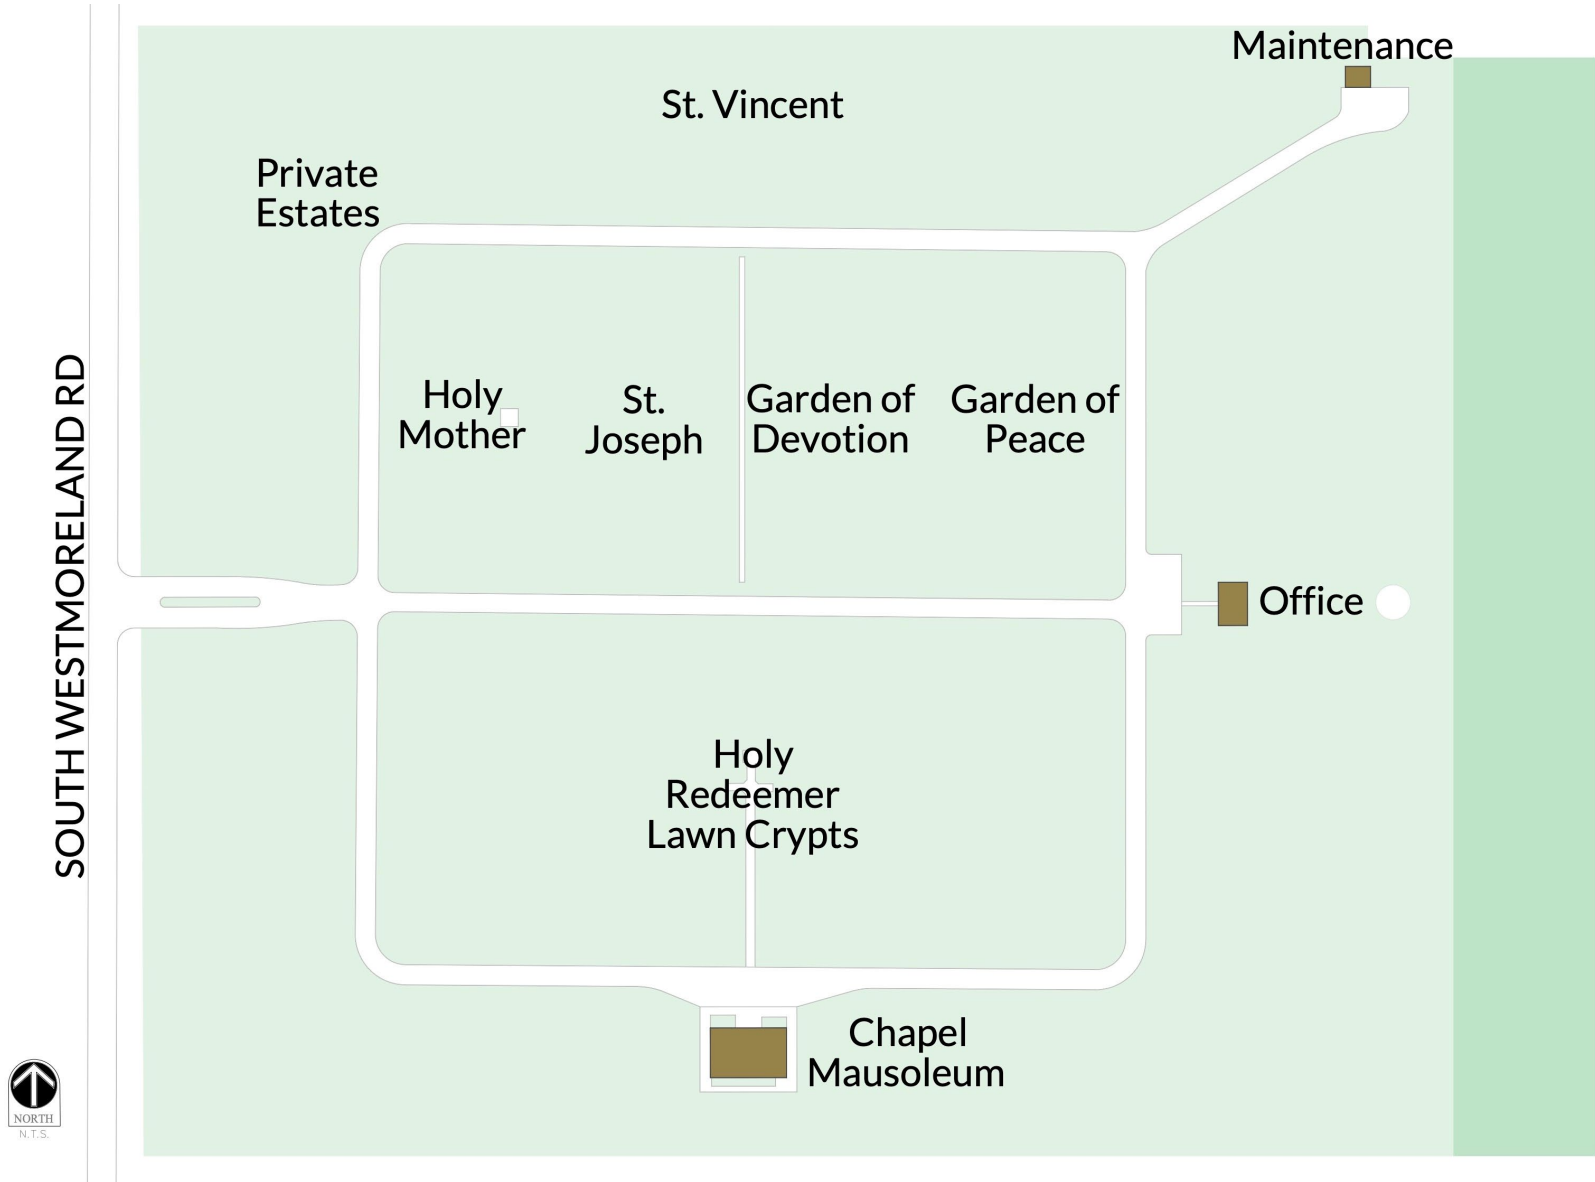 Maintenance
St. Vincent
Private
Estates
SOUTH WESTMORELAND RD
Holy
Mother
St.
Joseph
Garden of
Devotion
Garden of
Peace
Office
Holy
Redeemer
Lawn Crypts
Chapel
Mausoleum
NORTH
N.T.S.